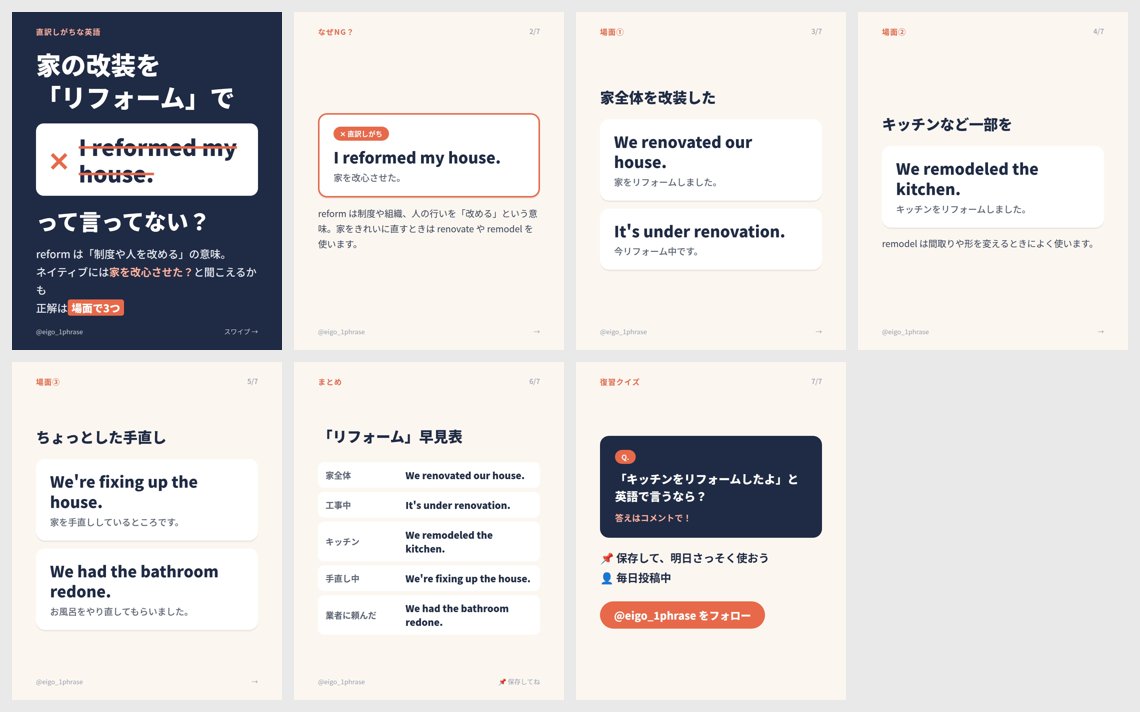 直訳しがちな英語
家の改装を
「リフォーム」で
× I reformed my
house.
って言ってない？
reform は「制度や人を改める」の意味。
ネイティブには家を改心させた？と聞こえるか
も
正解は 場面で3つ
@eigo_1phrase スワイプ→
なぜNG？ 2/7
× 直訳しがち
I reformed my house.
家を改心させた。
reform は制度や組織、人の行いを「改める」という意
味。家をきれいに直すときは renovate や remodel を
使います。
@eigo_1phrase →
場面① 3/7
家全体を改装した
We renovated our
house.
家をリフォームしました。
It's under renovation.
今リフォーム中です。
@eigo_1phrase →
場面② 4/7
キッチンなど一部を
We remodeled the
kitchen.
キッチンをリフォームしました。
remodel は間取りや形を変えるときによく使います。
@eigo_1phrase →
場面③ 5/7
ちょっとした手直し
We're fixing up the
house.
家を手直ししているところです。
We had the bathroom
redone.
お風呂をやり直してもらいました。
@eigo_1phrase →
まとめ 6/7
「リフォーム」早見表
家全体 We renovated our house.
工事中 It's under renovation.
キッチン We remodeled the
kitchen.
手直し中 We're fixing up the house.
業者に頼んだ We had the bathroom
redone.
@eigo_1phrase 📌保存してね
復習クイズ 7/7
Q.
「キッチンをリフォームしたよ」と
英語で言うなら？
答えはコメントで！
📌 保存して、明日さっそく使おう
👤 毎日投稿中
@eigo_1phrase をフォロー